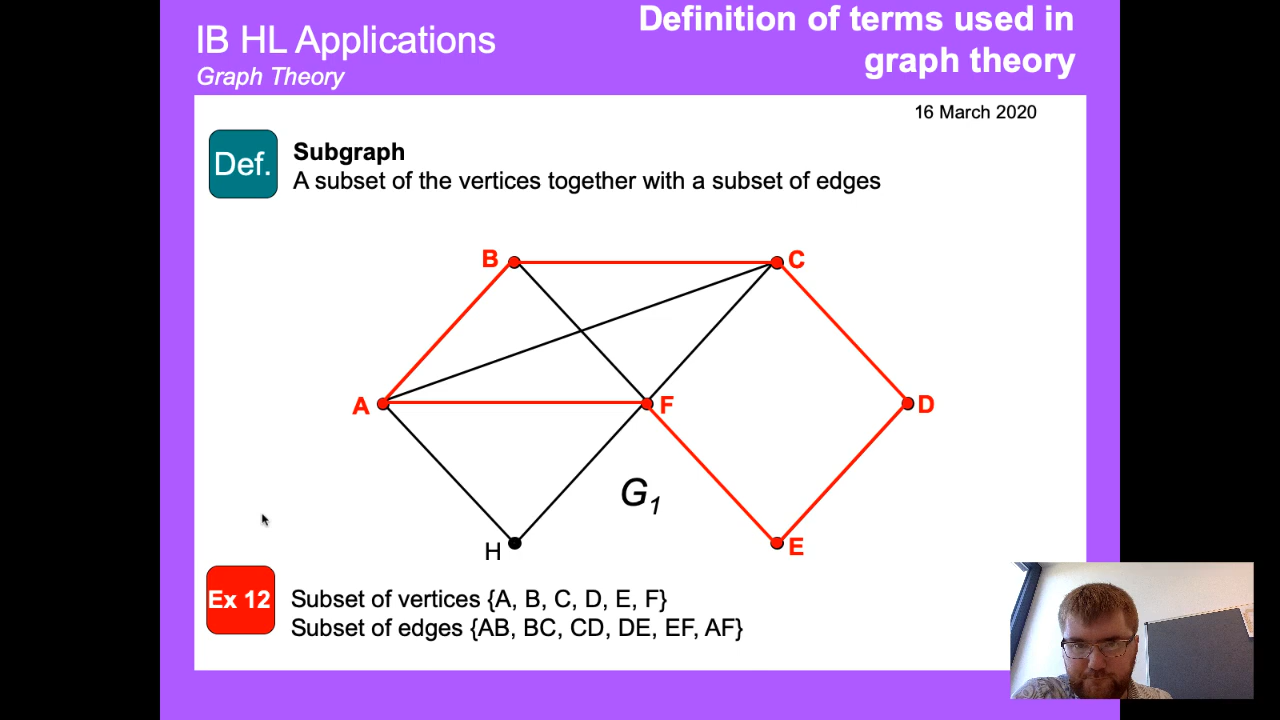 IB HL Applications
Graph Theory
Definition of terms used in
graph theory
16 March 2020
Def.
Subgraph
A subset of the vertices together with a subset of edges
B
C
A
F
D
G1
H
E
Ex 12
Subset of vertices {A, B, C, D, E, F}
Subset of edges {AB, BC, CD, DE, EF, AF}